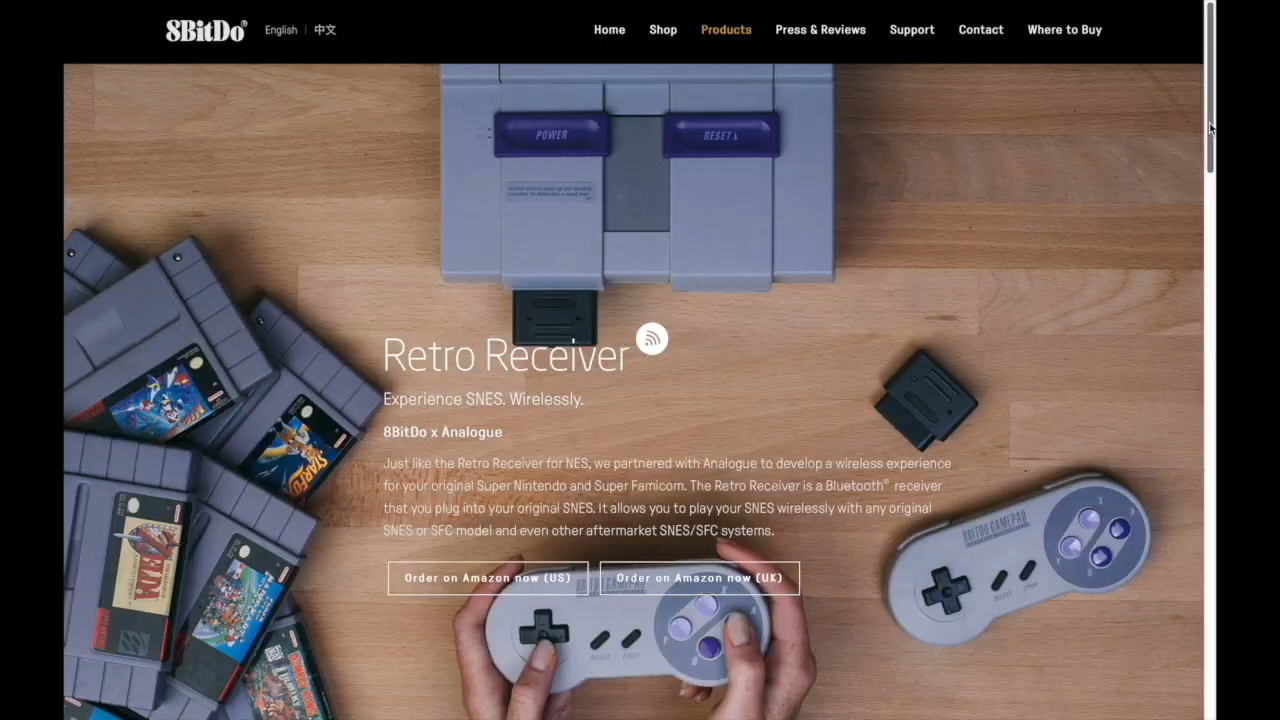 8BitDo®
English | 中文
Home Shop Products Press & Reviews Support Contact Where to Buy
POWER
RESET
Retro Receiver
Experience SNES. Wirelessly.
8BitDo x Analogue
Just like the Retro Receiver for NES, we partnered with Analogue to develop a wireless experience
for your original Super Nintendo and Super Famicom. The Retro Receiver is a Bluetooth® receiver
that you plug into your original SNES. It allows you to play your SNES wirelessly with any original
SNES or SFC model and even other aftermarket SNES/SFC systems.
Order on Amazon now (US)
Order on Amazon now (UK)
8BITDO GAMEPAD
SELECT
START
ZELDA